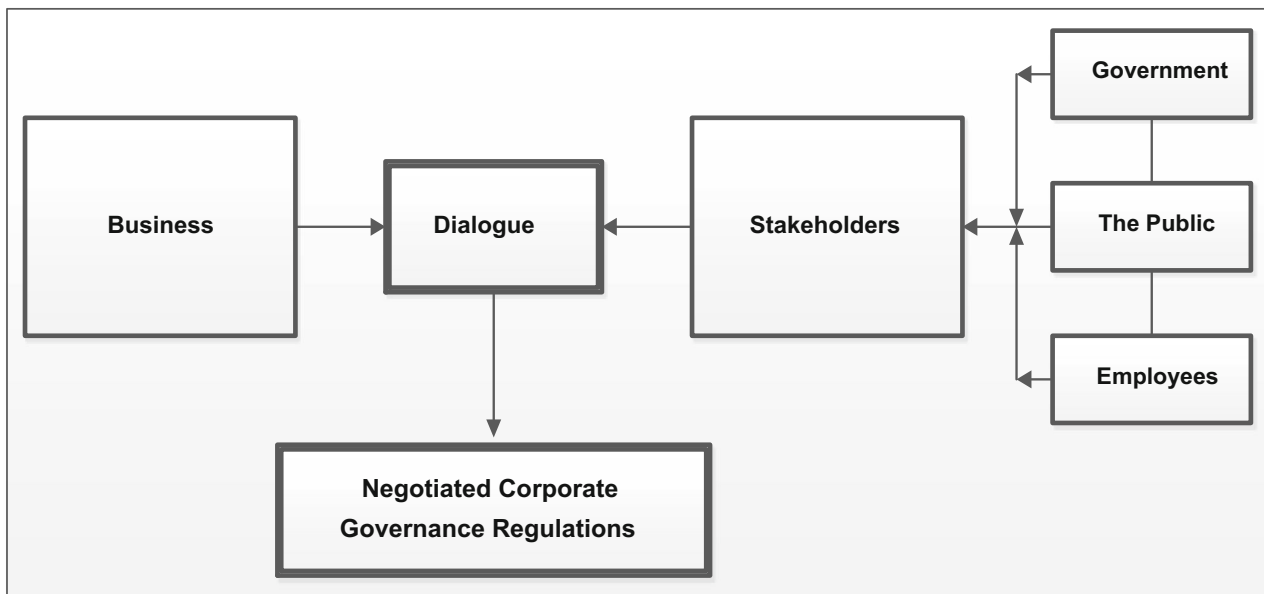 Business
Dialogue
Stakeholders
Government
The Public
Employees
Negotiated Corporate
Governance Regulations